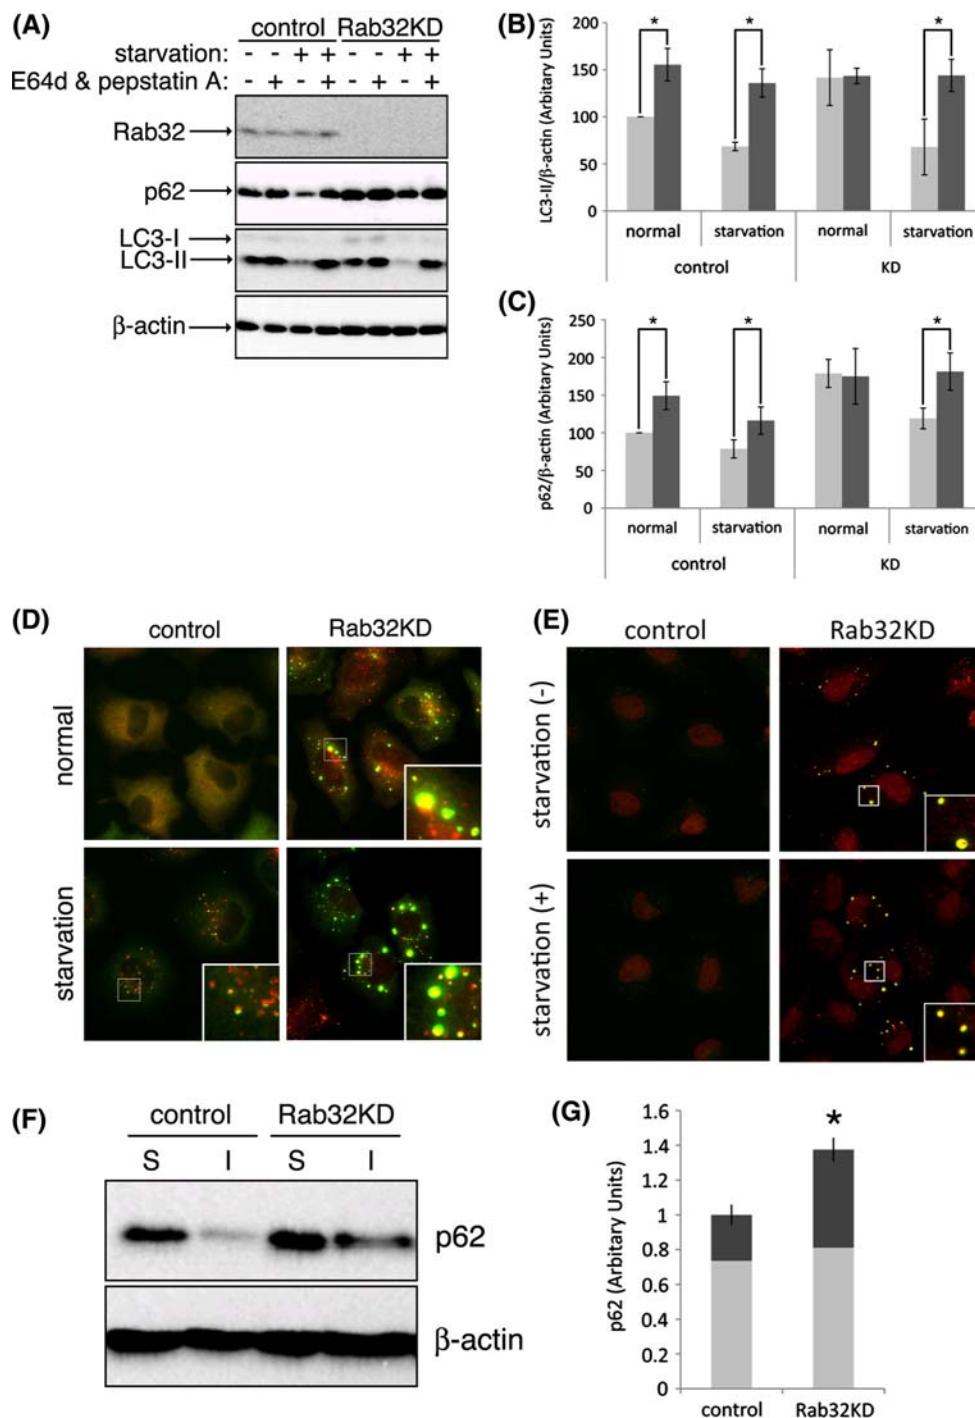 (A)
control Rab32KD
starvation: - - + + - - + +
E64d & pepstatin A: - + - + - + - +
Rab32
p62
LC3-I
LC3-II
β-actin
(B)
LC3-II/β-actin (Arbitary Units)
200
150
100
50
0
* * *
normal starvation normal starvation
control KD
(C)
p62/β-actin (Arbitary Units)
250
200
150
100
50
0
* * *
normal starvation normal starvation
control KD
(D)
control Rab32KD
normal
starvation
(E)
control Rab32KD
starvation (-)
starvation (+)
(F)
control Rab32KD
S I S I
p62
β-actin
(G)
p62 (Arbitary Units)
1.6
1.4
1.2
1
0.8
0.6
0.4
0.2
0
*
control Rab32KD